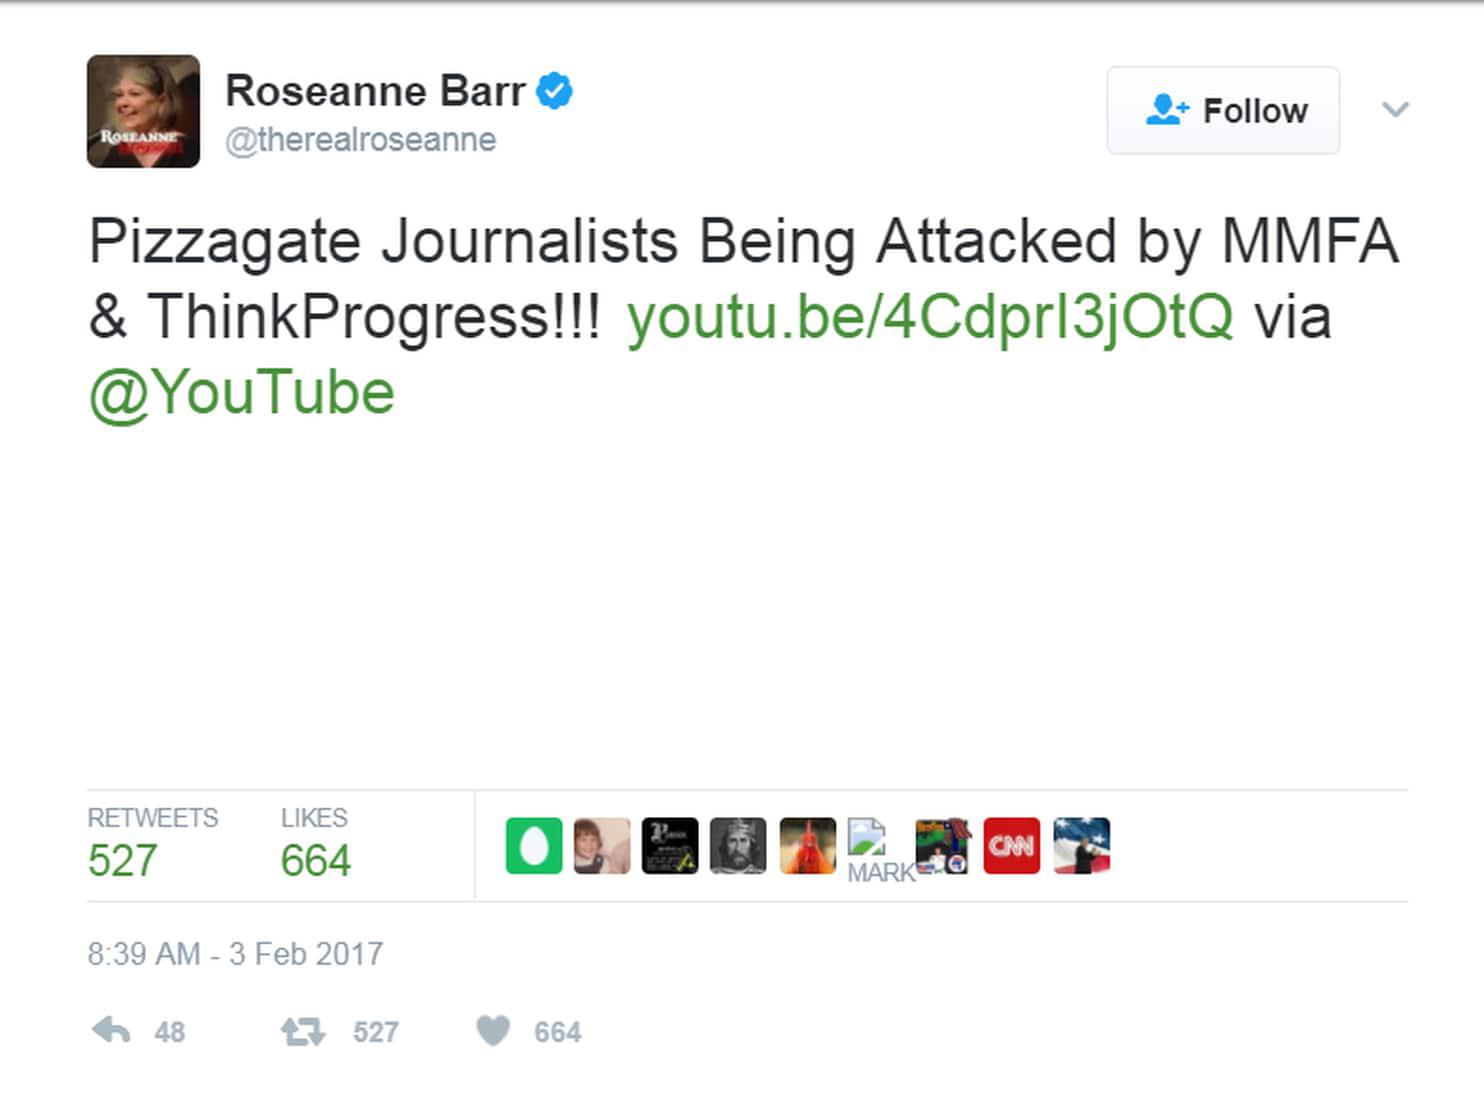 Roseanne Barr
@therealroseanne
Follow
ROSEANNE
Pizzagate Journalists Being Attacked by MMFA
& ThinkProgress!!! youtu.be/4CdprI3jOtQ via
@YouTube
RETWEETS LIKES
527 664
MARK
CNN
8:39 AM - 3 Feb 2017
48 527 664